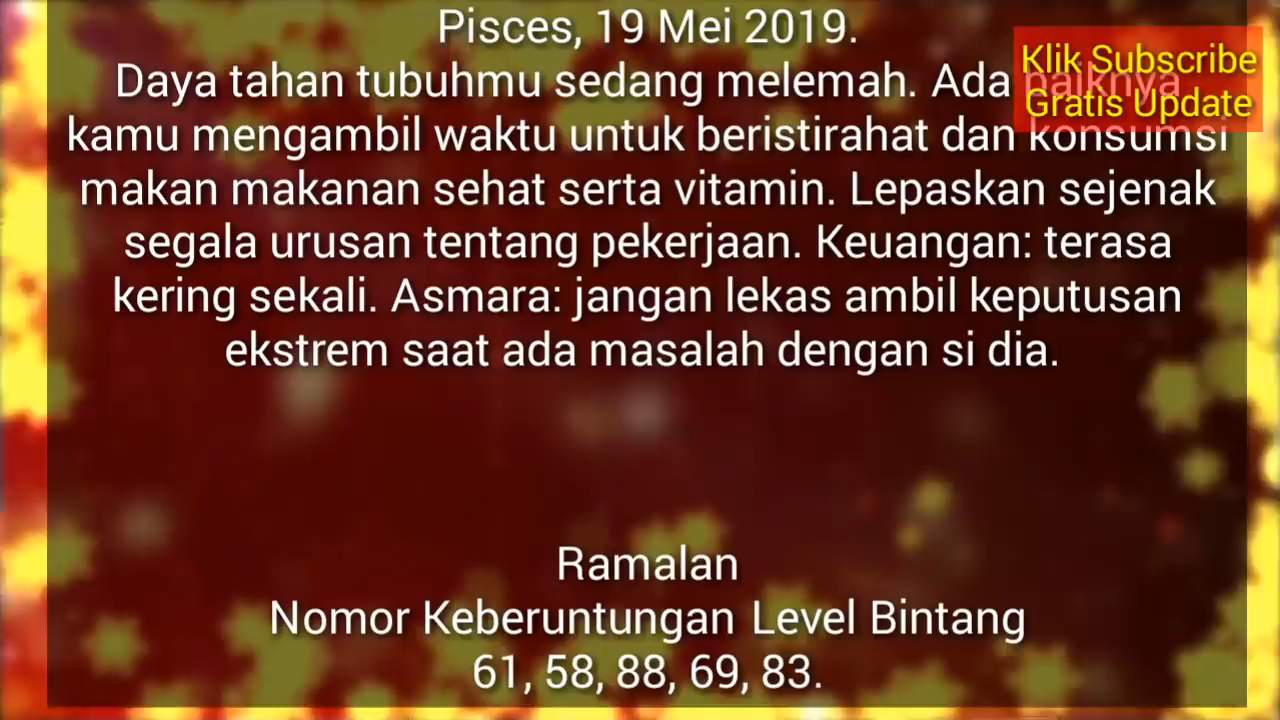 Pisces, 19 Mei 2019.
Daya tahan tubuhmu sedang melemah. Ada baiknya
kamu mengambil waktu untuk beristirahat dan konsumsi
makan makanan sehat serta vitamin. Lepaskan sejenak
segala urusan tentang pekerjaan. Keuangan: terasa
kering sekali. Asmara: jangan lekas ambil keputusan
ekstrem saat ada masalah dengan si dia.
Klik Subscribe
Gratis Update
Ramalan
Nomor Keberuntungan Level Bintang
61, 58, 88, 69, 83.